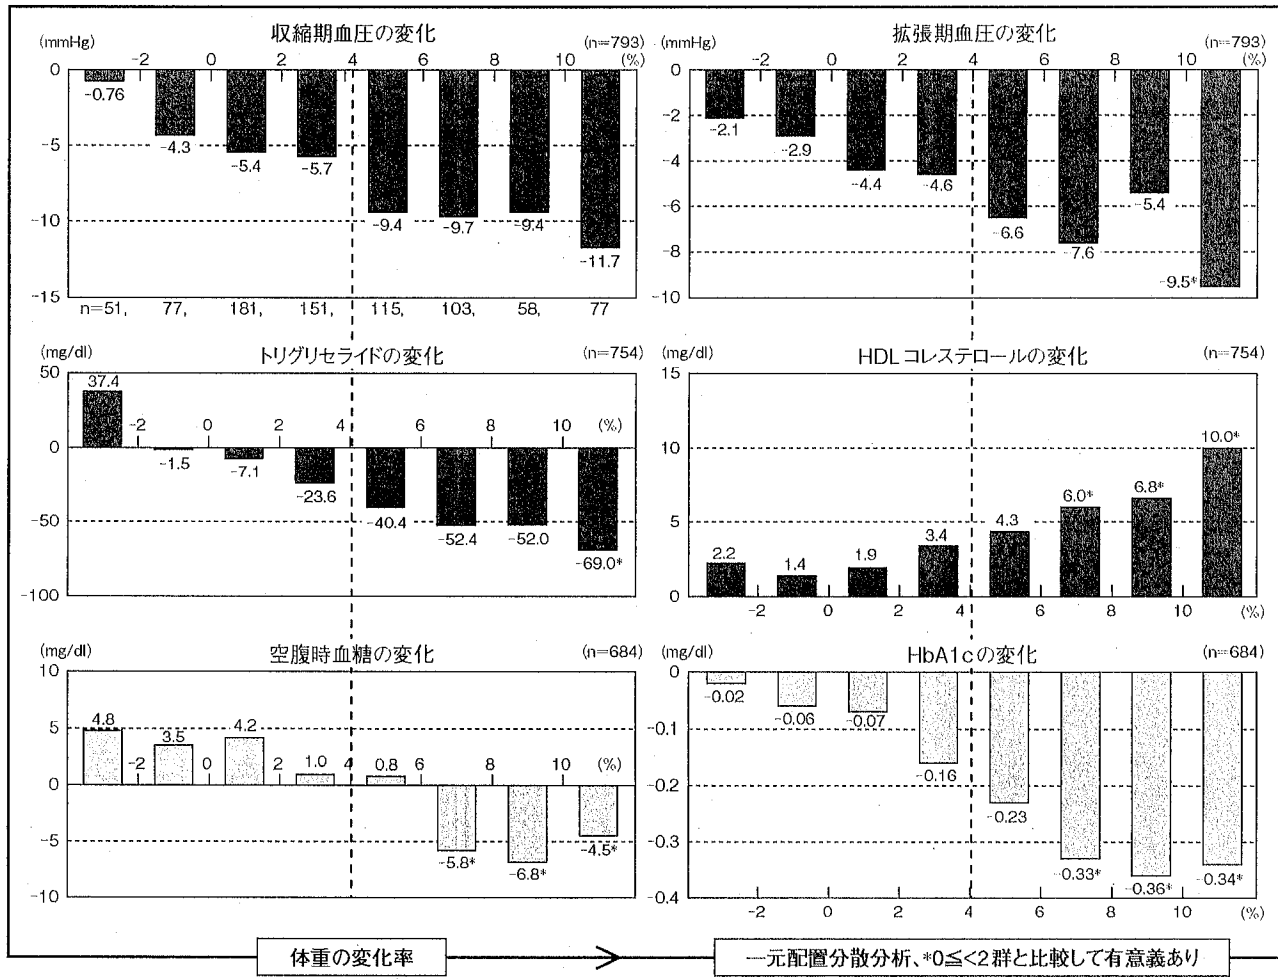 収縮期血圧の変化
(mmHg)
(n=793)
-2 0 2 4 6 8 10 (%)
0
-5
-10
-15
-0.76
-4.3
-5.4
-5.7
-9.4
-9.7
-9.4
-11.7
n=51, 77, 181, 151, 115, 103, 58, 77
拡張期血圧の変化
(mmHg)
(n=793)
-2 0 2 4 6 8 10 (%)
0
-2
-4
-6
-8
-10
-2.1
-2.9
-4.4
-4.6
-6.6
-7.6
-5.4
-9.5*
トリグリセライドの変化
(mg/dl)
(n=754)
50
0
-50
-100
-2 0 2 4 6 8 10 (%)
37.4
-1.5
-7.1
-23.6
-40.4
-52.4
-52.0
-69.0*
HDLコレステロールの変化
(mg/dl)
(n=754)
15
10
5
0
2.2
1.4
1.9
3.4
4.3
6.0*
6.8*
10.0*
-2 0 2 4 6 8 10 (%)
空腹時血糖の変化
(mg/dl)
(n=684)
10
5
0
-5
-10
-2 0 2 4 6 8 10 (%)
4.8
3.5
4.2
1.0
0.8
-5.8*
-6.8*
-4.5*
HbA1cの変化
(mg/dl)
(n=684)
0
-0.1
-0.2
-0.3
-0.4
-0.02
-0.06
-0.07
-0.16
-0.23
-0.33*
-0.36*
-0.34*
-2 0 2 4 6 8 10 (%)
体重の変化率
一元配置分散分析、*0≦<2群と比較して有意義あり